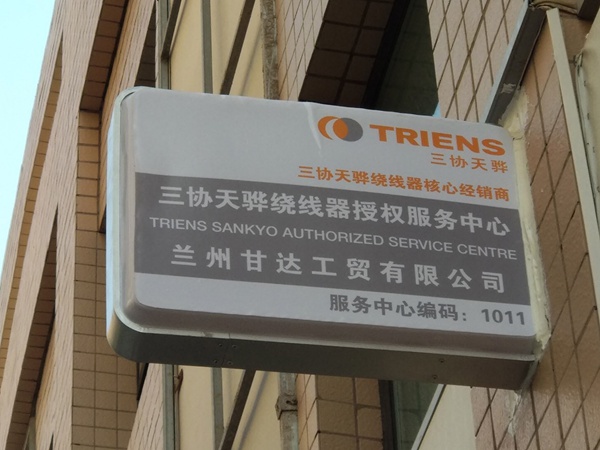 TRIENS
三协天骅
三协天骅绕线器核心经销商
三协天骅绕线器授权服务中心
TRIENS SANKYO AUTHORIZED SERVICE CENTRE
兰州甘达工贸有限公司
服务中心编码：1011